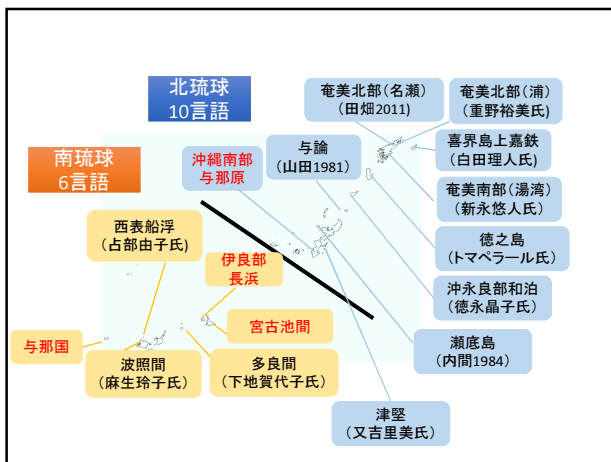 北琉球
10言語
南琉球
6言語
奄美北部（名瀬）
（田畑2011）
奄美北部（浦）
（重野裕美氏）
喜界島上嘉鉄
（白田理人氏）
奄美南部（湯湾）
（新永悠人氏）
徳之島
（トマペラール氏）
沖永良部和泊
（徳永晶子氏）
瀬底島
（内間1984）
津堅
（又吉里美氏）
与論
（山田1981）
沖縄南部
与那原
西表船浮
（占部由子氏）
伊良部
長浜
宮古池間
与那国
波照間
（麻生玲子氏）
多良間
（下地賀代子氏）